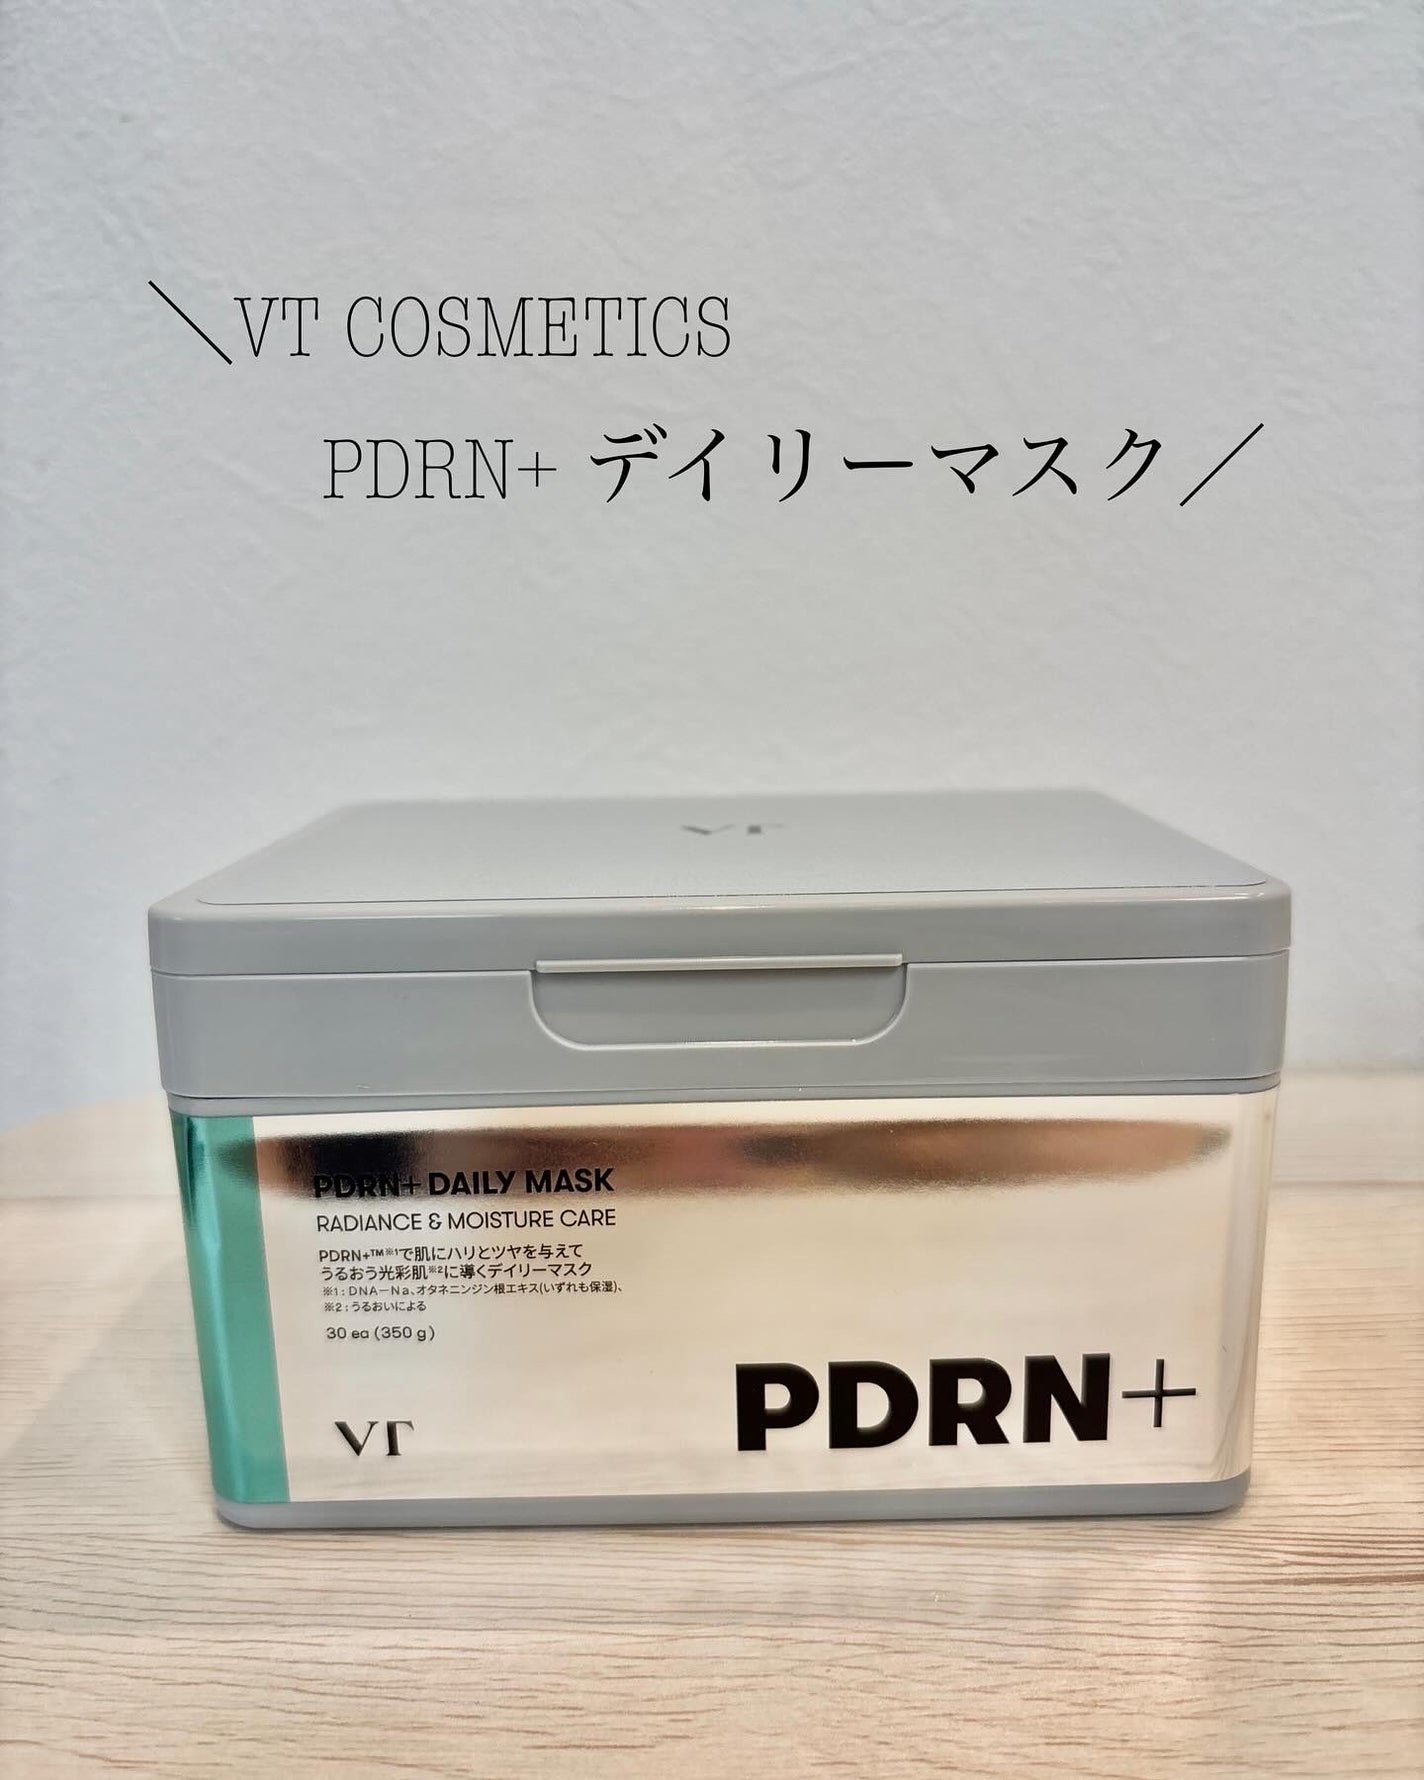 ＼VT COSMETICS
PDRN+ デイリーマスク／
VT
PDRN+ DAILY MASK
RADIANCE & MOISTURE CARE
PDRN+™※1で肌にハリとツヤを与えて
うるおう光彩肌※2に導くデイリーマスク
※1：DNA－Na、オタネニンジン根エキス(いずれも保湿)、
※2：うるおいによる
30 ea (350 g)
VT
PDRN+